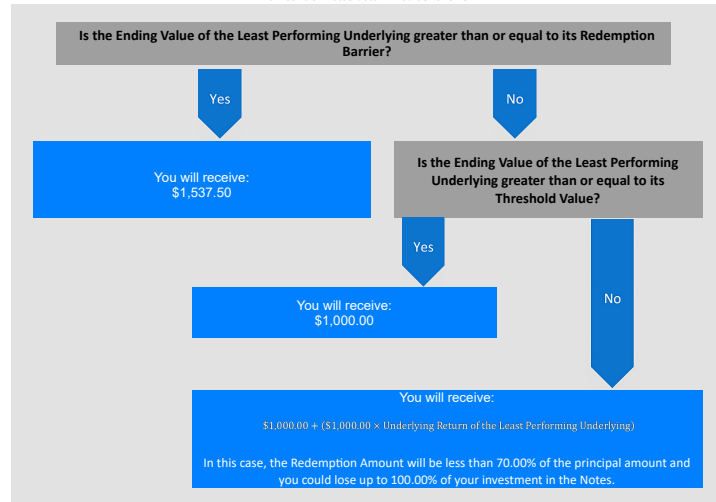 Is the Ending Value of the Least Performing Underlying greater than or equal to its Redemption
Barrier?
Yes
No
You will receive:
$1,537.50
Is the Ending Value of the Least Performing
Underlying greater than or equal to its
Threshold Value?
Yes
No
You will receive:
$1,000.00
You will receive:
$1,000.00 + ($1,000.00 × Underlying Return of the Least Performing Underlying)
In this case, the Redemption Amount will be less than 70.00% of the principal amount and
you could lose up to 100.00% of your investment in the Notes.